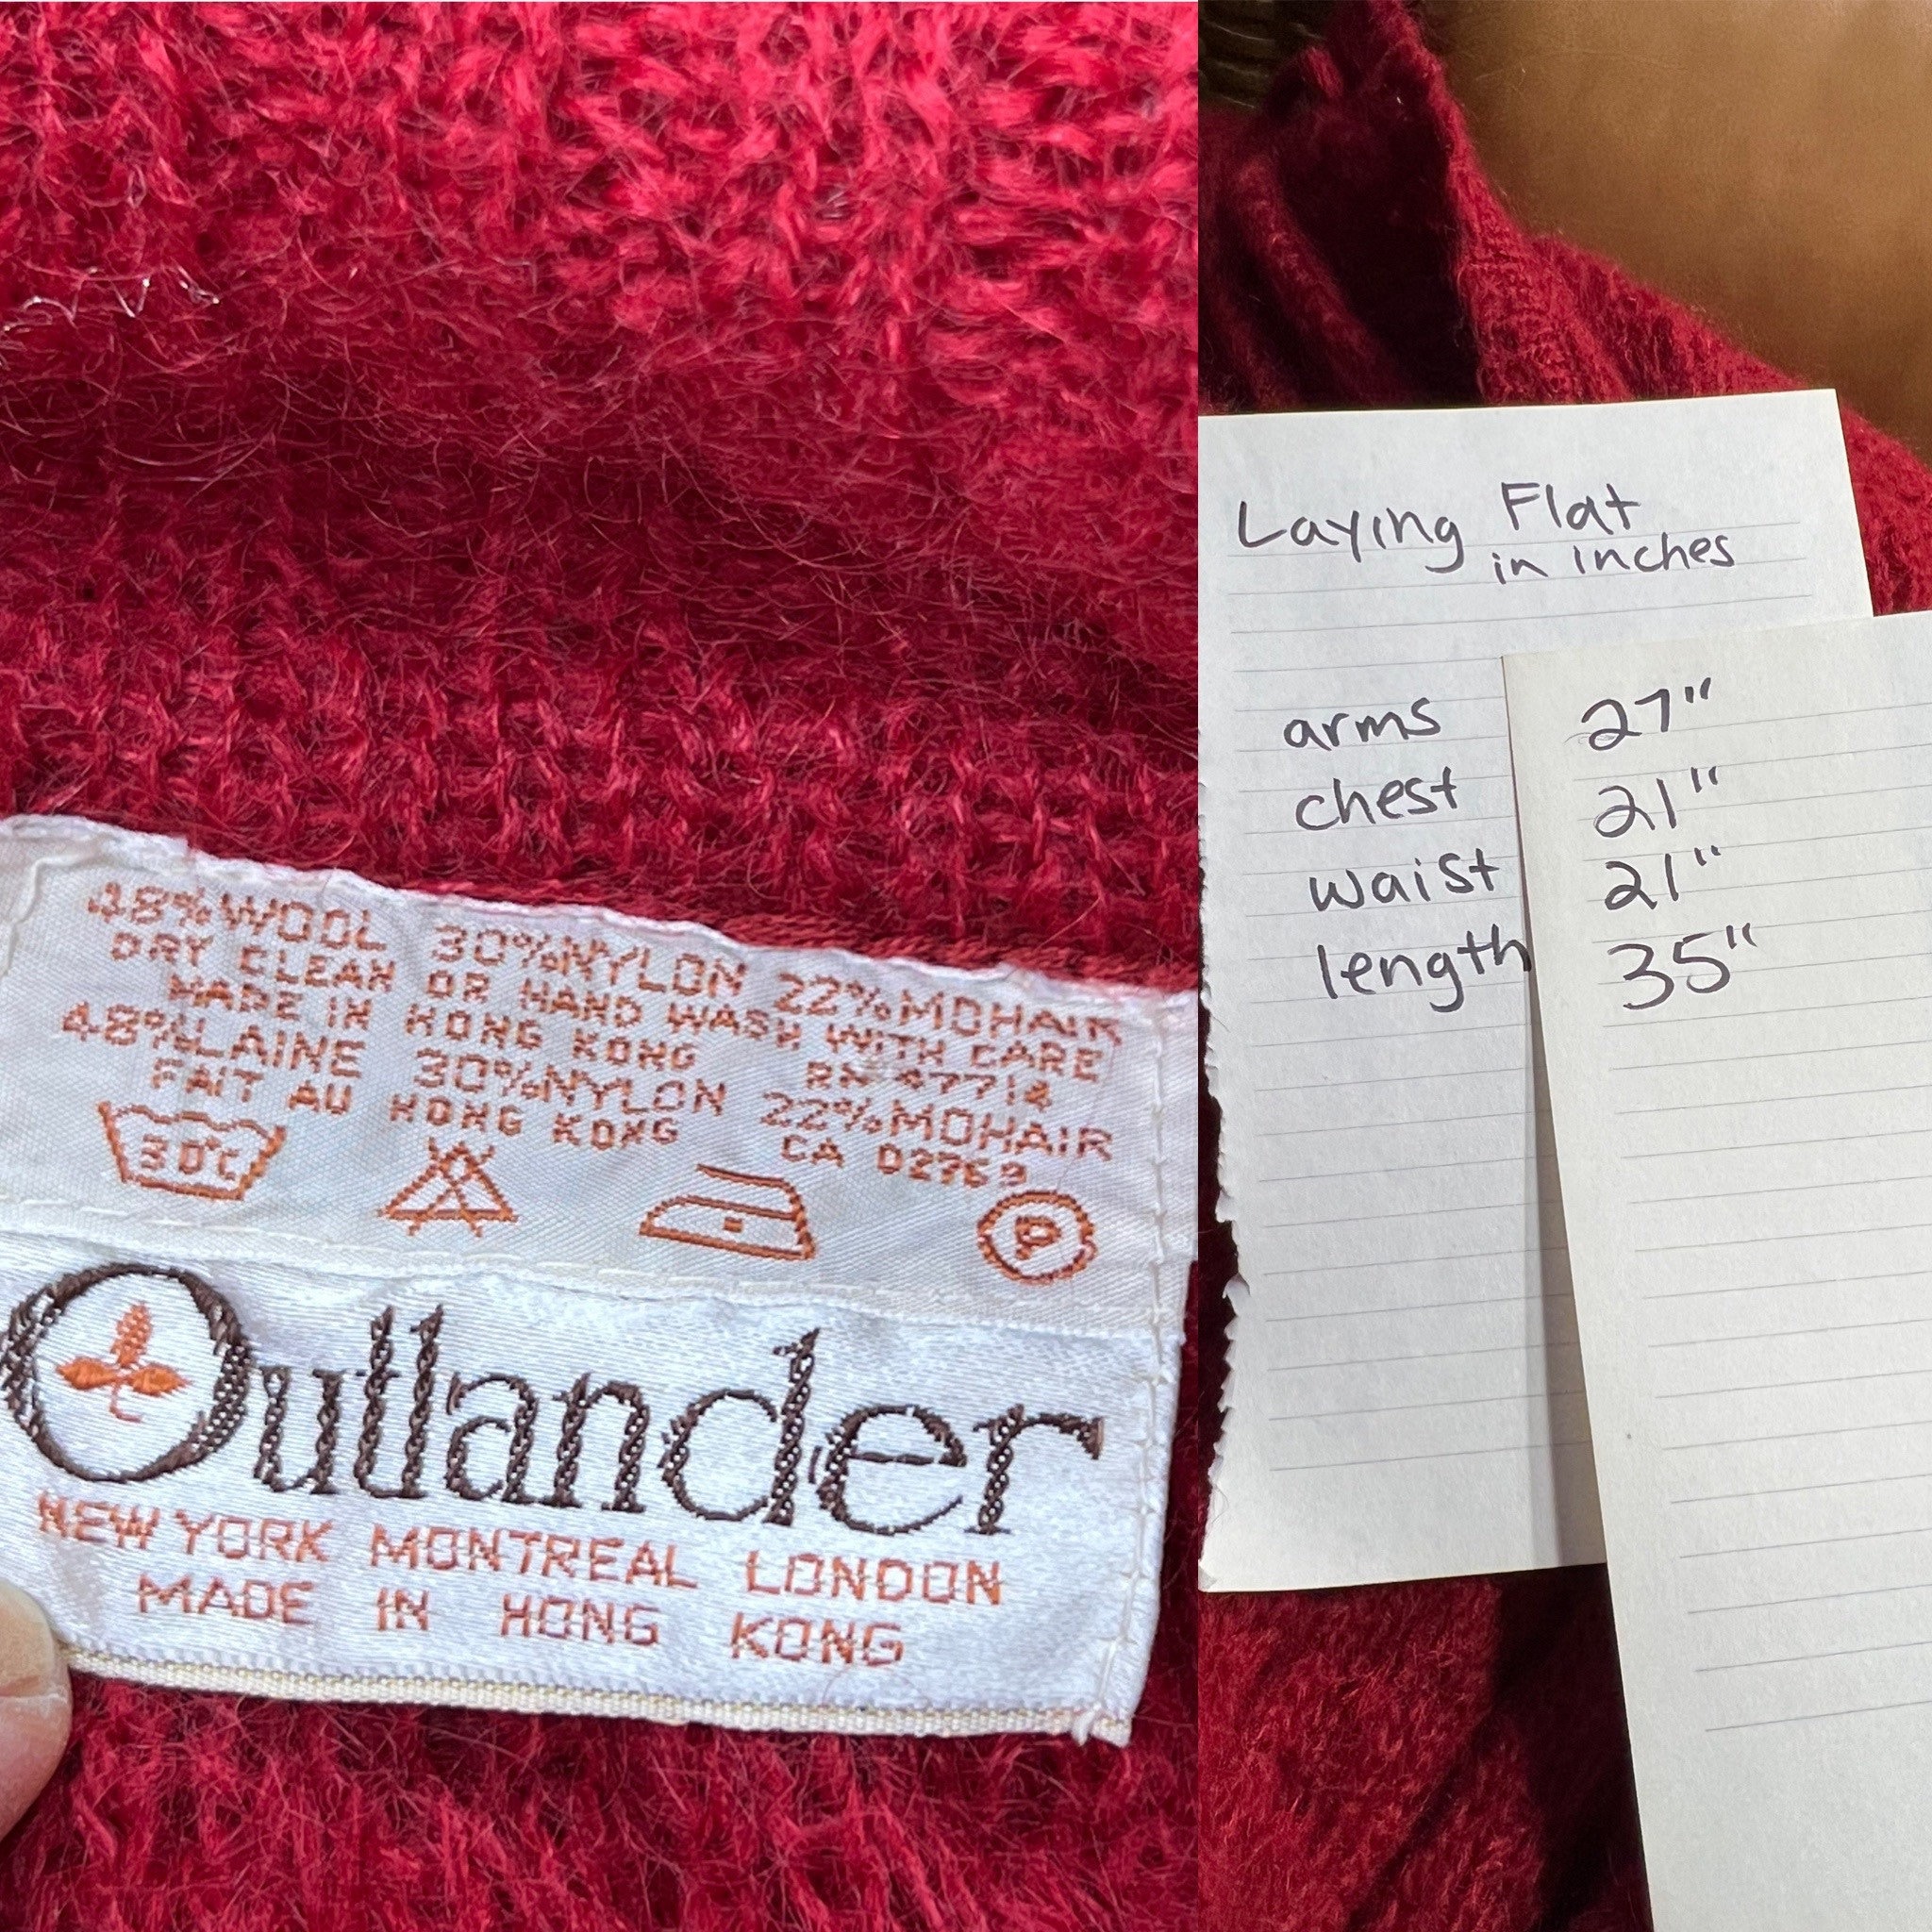 48% WOOL 30% NYLON 22% MOHAIR
DRY CLEAN OR HAND WASH WITH CARE
MADE IN HONG KONG RN 47714
48% LAINE 30% NYLON 22% MOHAIR
FAIT AU HONG KONG CA 02769
30°C P
Outlander
NEW YORK MONTREAL LONDON
MADE IN HONG KONG
Laying Flat
in inches
arms 27"
chest 21"
waist 21"
length 35"